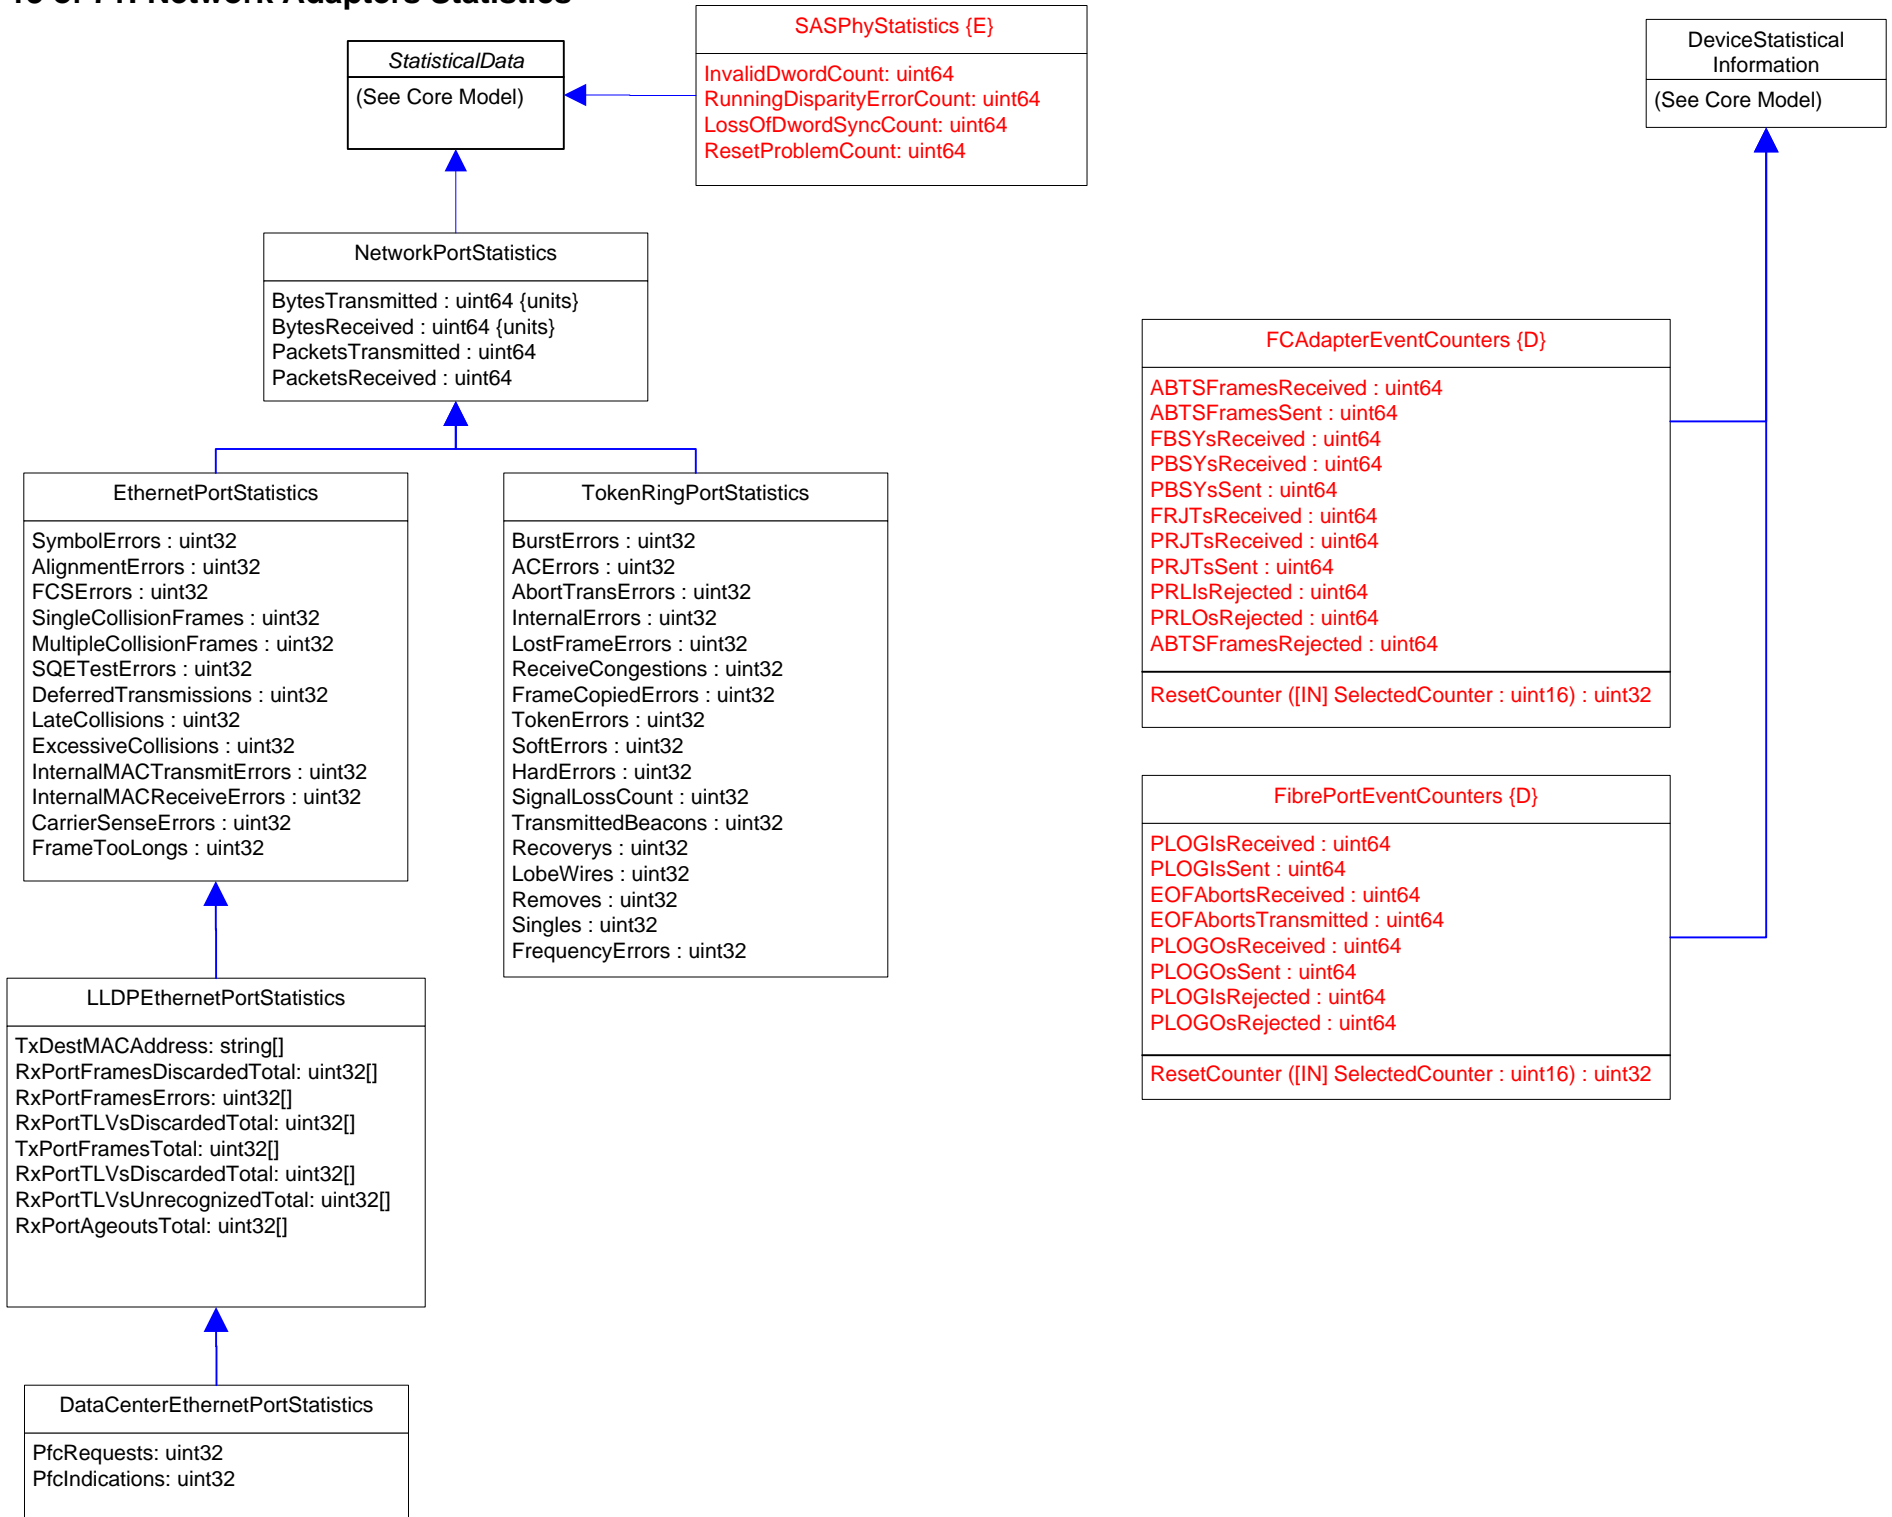 StatisticalData
(See Core Model)
SASPhyStatistics {E}
InvalidDwordCount: uint64
RunningDisparityErrorCount: uint64
LossOfDwordSyncCount: uint64
ResetProblemCount: uint64
DeviceStatistical
Information
(See Core Model)
NetworkPortStatistics
BytesTransmitted : uint64 {units}
BytesReceived : uint64 {units}
PacketsTransmitted : uint64
PacketsReceived : uint64
EthernetPortStatistics
SymbolErrors : uint32
AlignmentErrors : uint32
FCSErrors : uint32
SingleCollisionFrames : uint32
MultipleCollisionFrames : uint32
SQETestErrors : uint32
DeferredTransmissions : uint32
LateCollisions : uint32
ExcessiveCollisions : uint32
InternalMACTransmitErrors : uint32
InternalMACReceiveErrors : uint32
CarrierSenseErrors : uint32
FrameTooLongs : uint32
TokenRingPortStatistics
BurstErrors : uint32
ACErrors : uint32
AbortTransErrors : uint32
InternalErrors : uint32
LostFrameErrors : uint32
ReceiveCongestions : uint32
FrameCopiedErrors : uint32
TokenErrors : uint32
SoftErrors : uint32
HardErrors : uint32
SignalLossCount : uint32
TransmittedBeacons : uint32
Recoverys : uint32
LobeWires : uint32
Removes : uint32
Singles : uint32
FrequencyErrors : uint32
FCAdapterEventCounters {D}
ABTSFramesReceived : uint64
ABTSFramesSent : uint64
FBSYsReceived : uint64
PBSYsReceived : uint64
PBSYsSent : uint64
FRJTsReceived : uint64
PRJTsReceived : uint64
PRJTsSent : uint64
PRLIsRejected : uint64
PRLOsRejected : uint64
ABTSFramesRejected : uint64
ResetCounter ([IN] SelectedCounter : uint16) : uint32
FibrePortEventCounters {D}
PLOGIsReceived : uint64
PLOGIsSent : uint64
EOFAbortsReceived : uint64
EOFAbortsTransmitted : uint64
PLOGOsReceived : uint64
PLOGOsSent : uint64
PLOGIsRejected : uint64
PLOGOsRejected : uint64
ResetCounter ([IN] SelectedCounter : uint16) : uint32
LLDPEthernetPortStatistics
TxDestMACAddress: string[]
RxPortFramesDiscardedTotal: uint32[]
RxPortFramesErrors: uint32[]
RxPortTLVsDiscardedTotal: uint32[]
TxPortFramesTotal: uint32[]
RxPortTLVsDiscardedTotal: uint32[]
RxPortTLVsUnrecognizedTotal: uint32[]
RxPortAgeoutsTotal: uint32[]
DataCenterEthernetPortStatistics
PfcRequests: uint32
PfcIndications: uint32